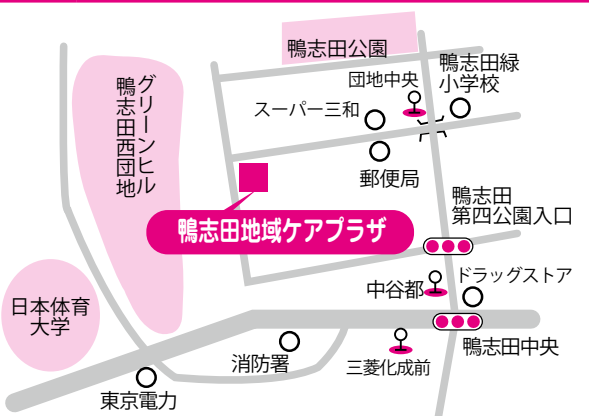 鴨志田公園
団地中央
鴨志田緑
小学校
スーパー三和
グリーンヒル
鴨志田西団地
郵便局
鴨志田
第四公園入口
鴨志田地域ケアプラザ
中谷都
ドラッグストア
日本体育
大学
鴨志田中央
消防署
三菱化成前
東京電力